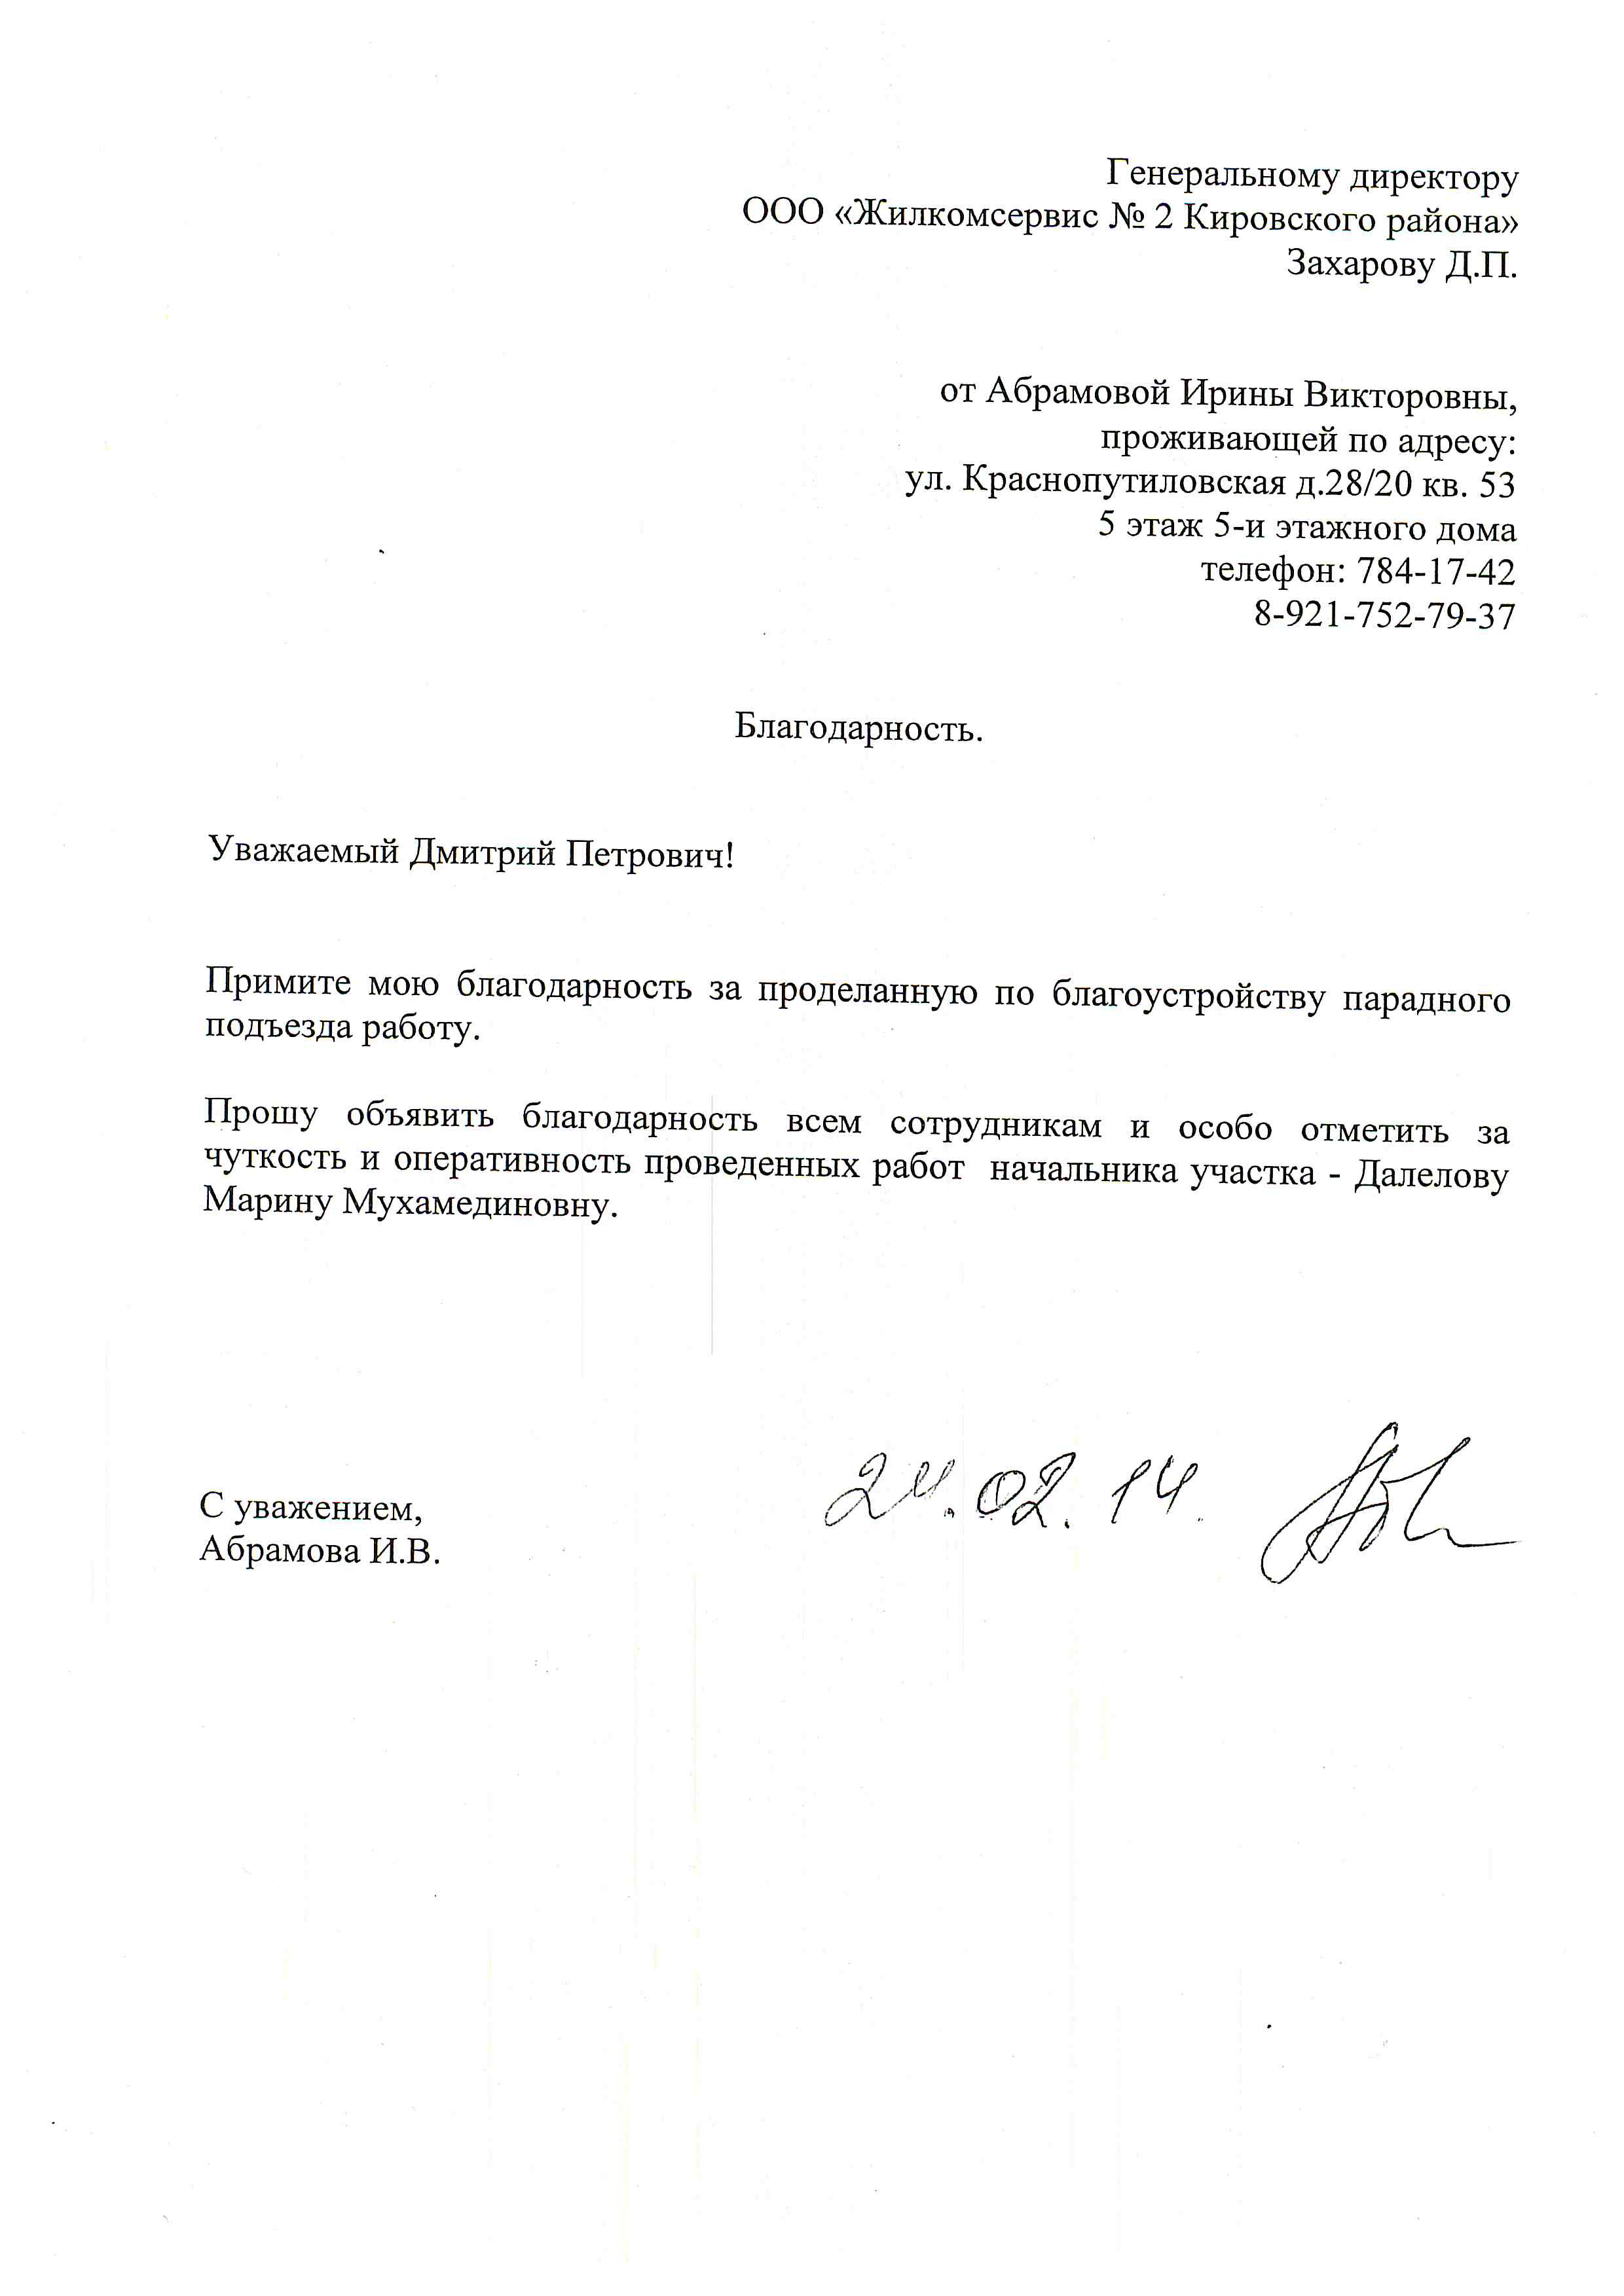 Генеральному директору
ООО «Жилкомсервис № 2 Кировского района»
Захарову Д.П.
от Абрамовой Ирины Викторовны,
проживающей по адресу:
ул. Краснопутиловская д.28/20 кв. 53
5 этаж 5-и этажного дома
телефон: 784-17-42
8-921-752-79-37
Благодарность.
Уважаемый Дмитрий Петрович!
Примите мою благодарность за проделанную по благоустройству парадного
подъезда работу.
Прошу объявить благодарность всем сотрудникам и особо отметить за
чуткость и оперативность проведенных работ начальника участка - Далелову
Марину Мухамединовну.
24.02.14.
С уважением,
Абрамова И.В.